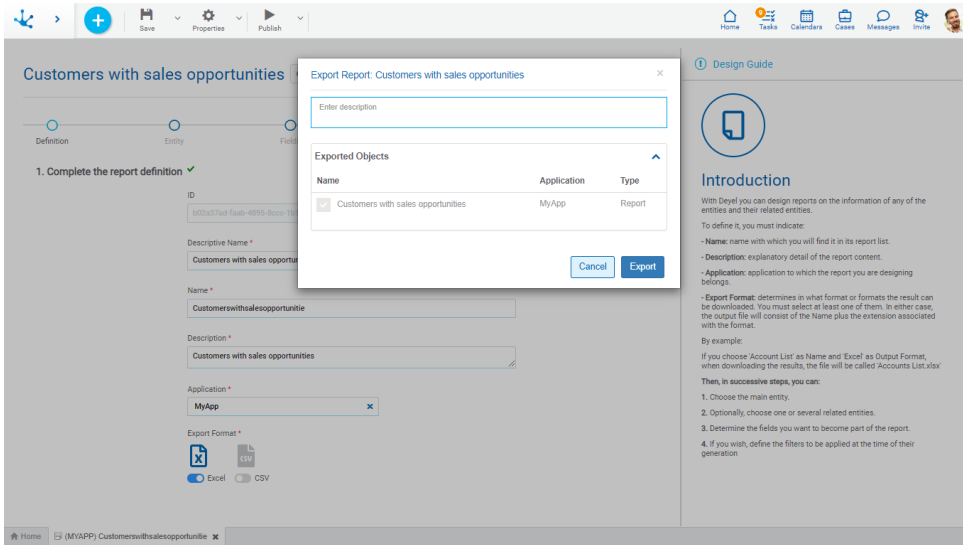 Save
Properties
Publish
Home
9
Tasks
Calendars
Cases
Messages
Invite
Customers with sales opportunities
Definition
Entity
Field
1. Complete the report definition
ID
Descriptive Name *
Customers with sales opportun
Name *
Customerswithsalesopportunitie
Description *
Customers with sales opportunities
Application *
MyApp
Export Format *
X
CSV
Excel
CSV
Export Report: Customers with sales opportunities
Enter description
Exported Objects
Name Application Type
Customers with sales opportunities MyApp Report
Cancel
Export
Design Guide
Introduction
With Deyel you can design reports on the information of any of the
entities and their related entities.
To define it, you must indicate:
- Name: name with which you will find it in its report list.
- Description: explanatory detail of the report content.
- Application: application to which the report you are designing
belongs.
- Export Format: determines in what format or formats the result can
be downloaded. You must select at least one of them. In either case,
the output file will consist of the Name plus the extension associated
with the format.
By example:
If you choose 'Account List' as Name and 'Excel' as Output Format,
when downloading the results, the file will be called 'Accounts List.xlsx'
Then, in successive steps, you can:
1. Choose the main entity.
2. Optionally, choose one or several related entities.
3. Determine the fields you want to become part of the report.
4. If you wish, define the filters to be applied at the time of their
generation
Home
(MYAPP) Customerswithsalesopportunitie